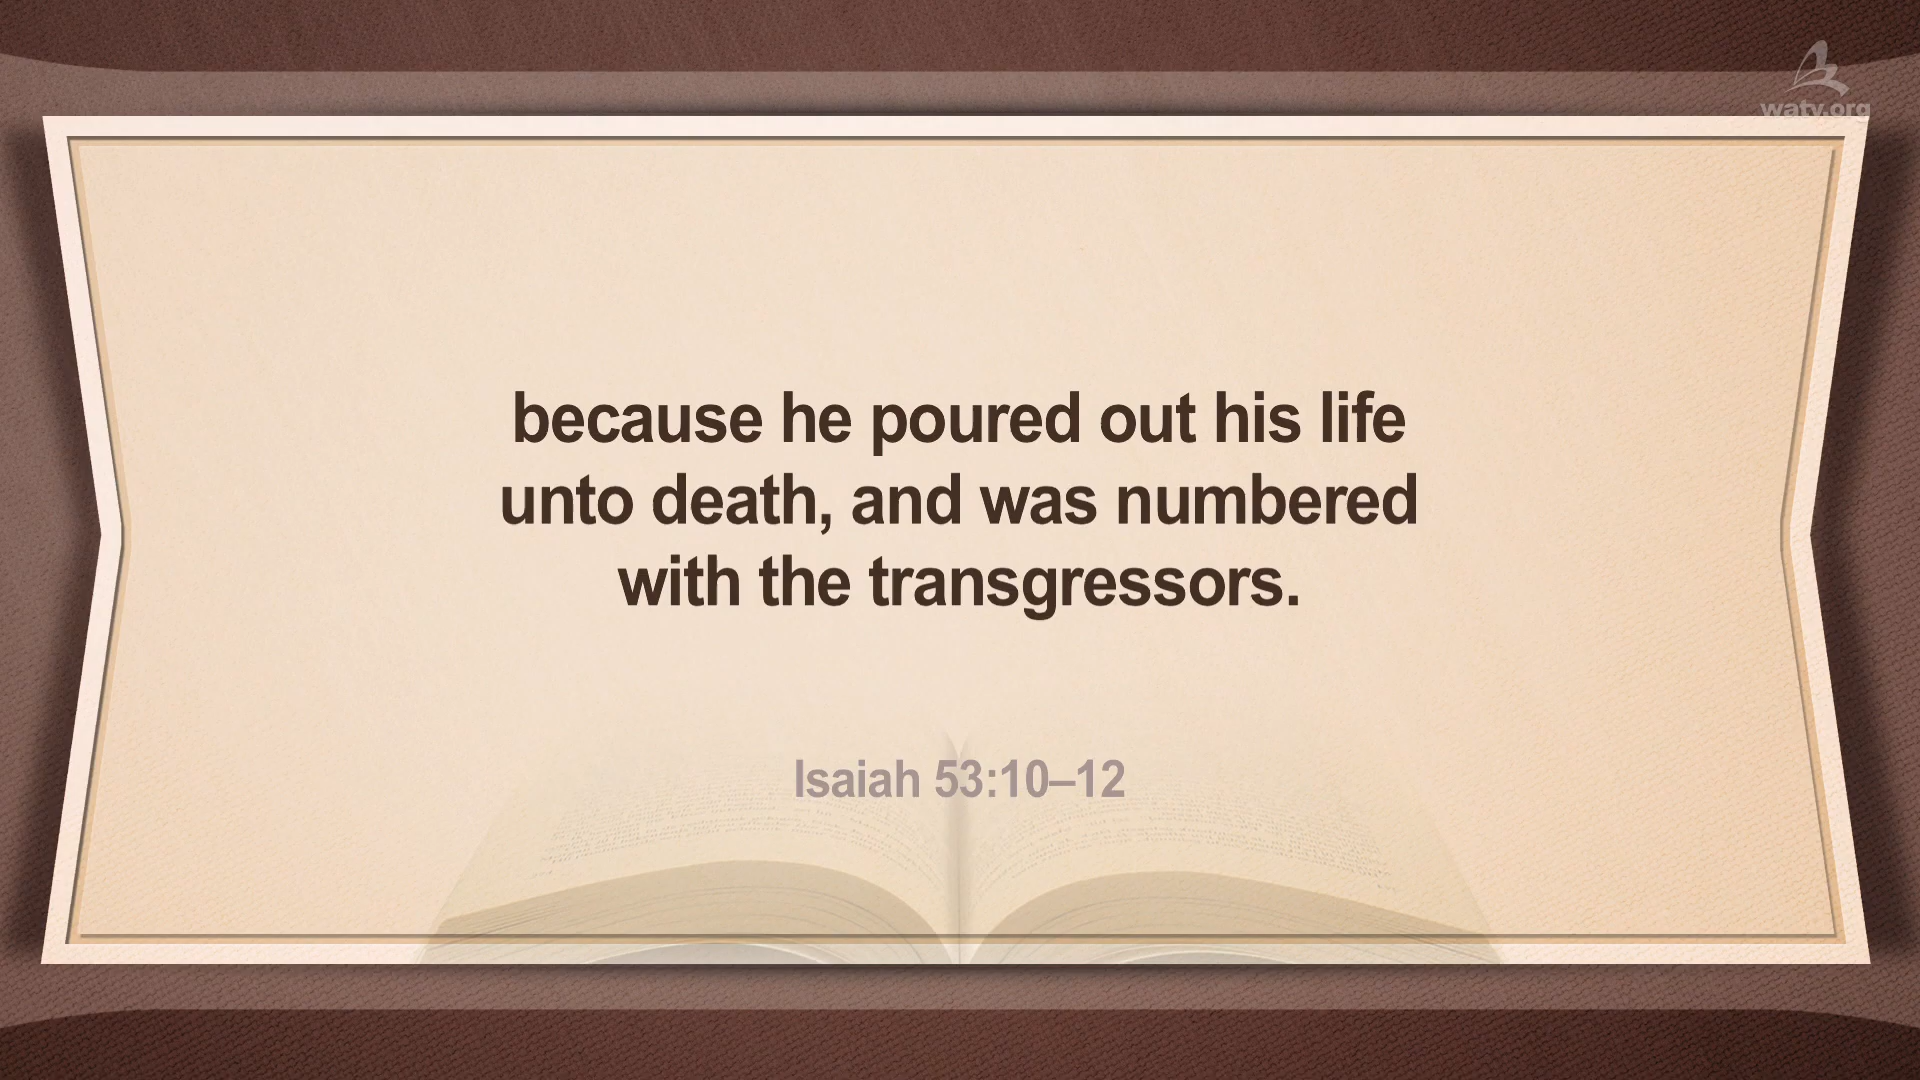 watv.org
because he poured out his life
unto death, and was numbered
with the transgressors.
Isaiah 53:10–12